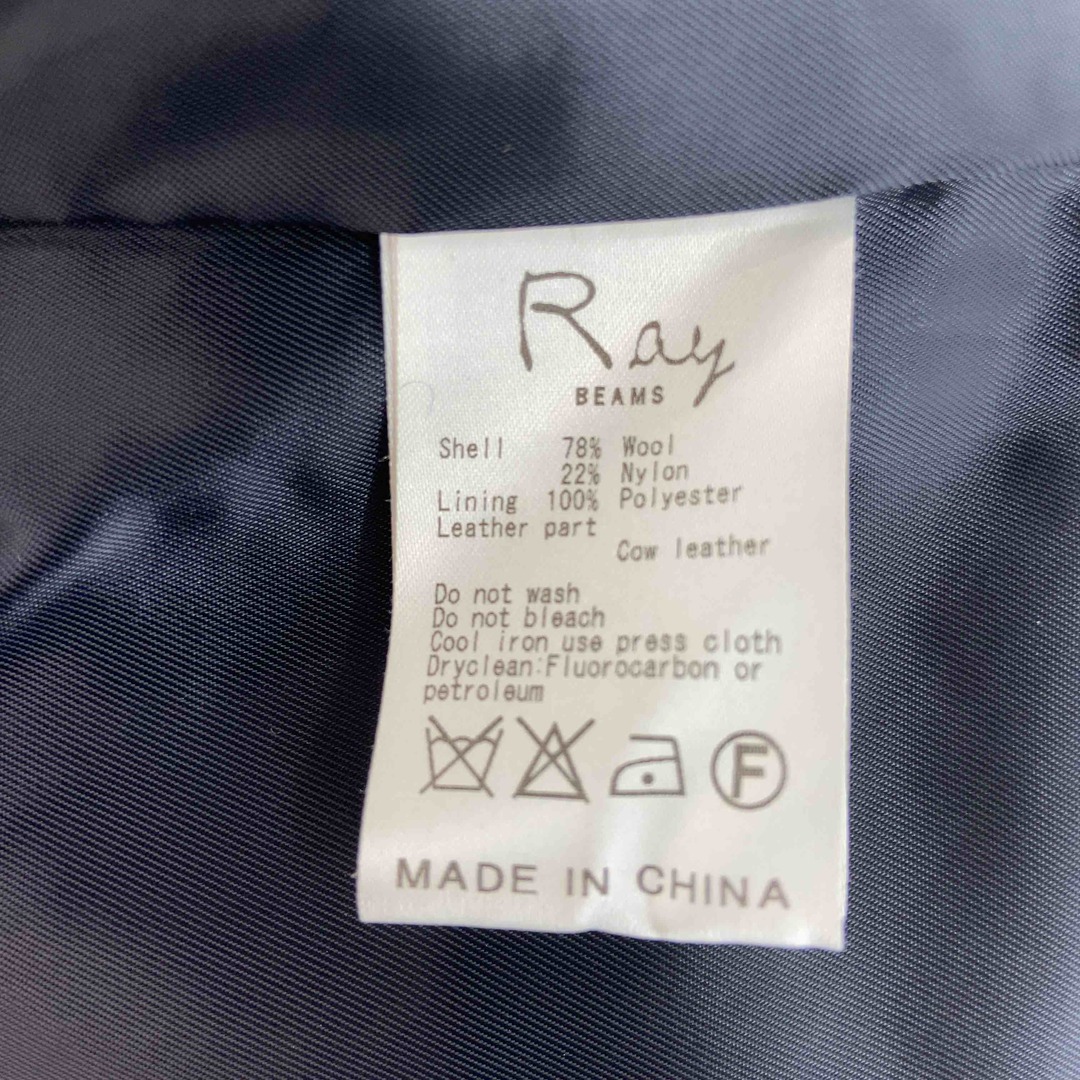 Ray
BEAMS
Shell 78% Wool
22% Nylon
Lining 100% Polyester
Leather part
Cow leather
Do not wash
Do not bleach
Cool iron use press cloth
Dryclean:Fluorocarbon or
petroleum
F
MADE IN CHINA